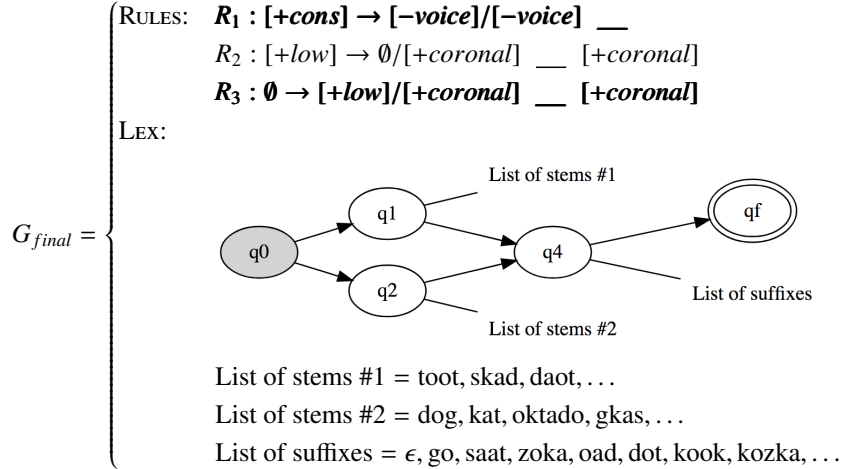 RULES: R₁ : [+cons] → [−voice]/[−voice] __
R₂ : [+low] → ∅/[+coronal] __ [+coronal]
R₃ : ∅ → [+low]/[+coronal] __ [+coronal]
LEX:
List of stems #1
q1
qf
G_final =
q0
q4
q2
List of suffixes
List of stems #2
List of stems #1 = toot, skad, daot, . . .
List of stems #2 = dog, kat, oktado, gkas, . . .
List of suffixes = ϵ, go, saat, zoka, oad, dot, kook, kozka, . . .